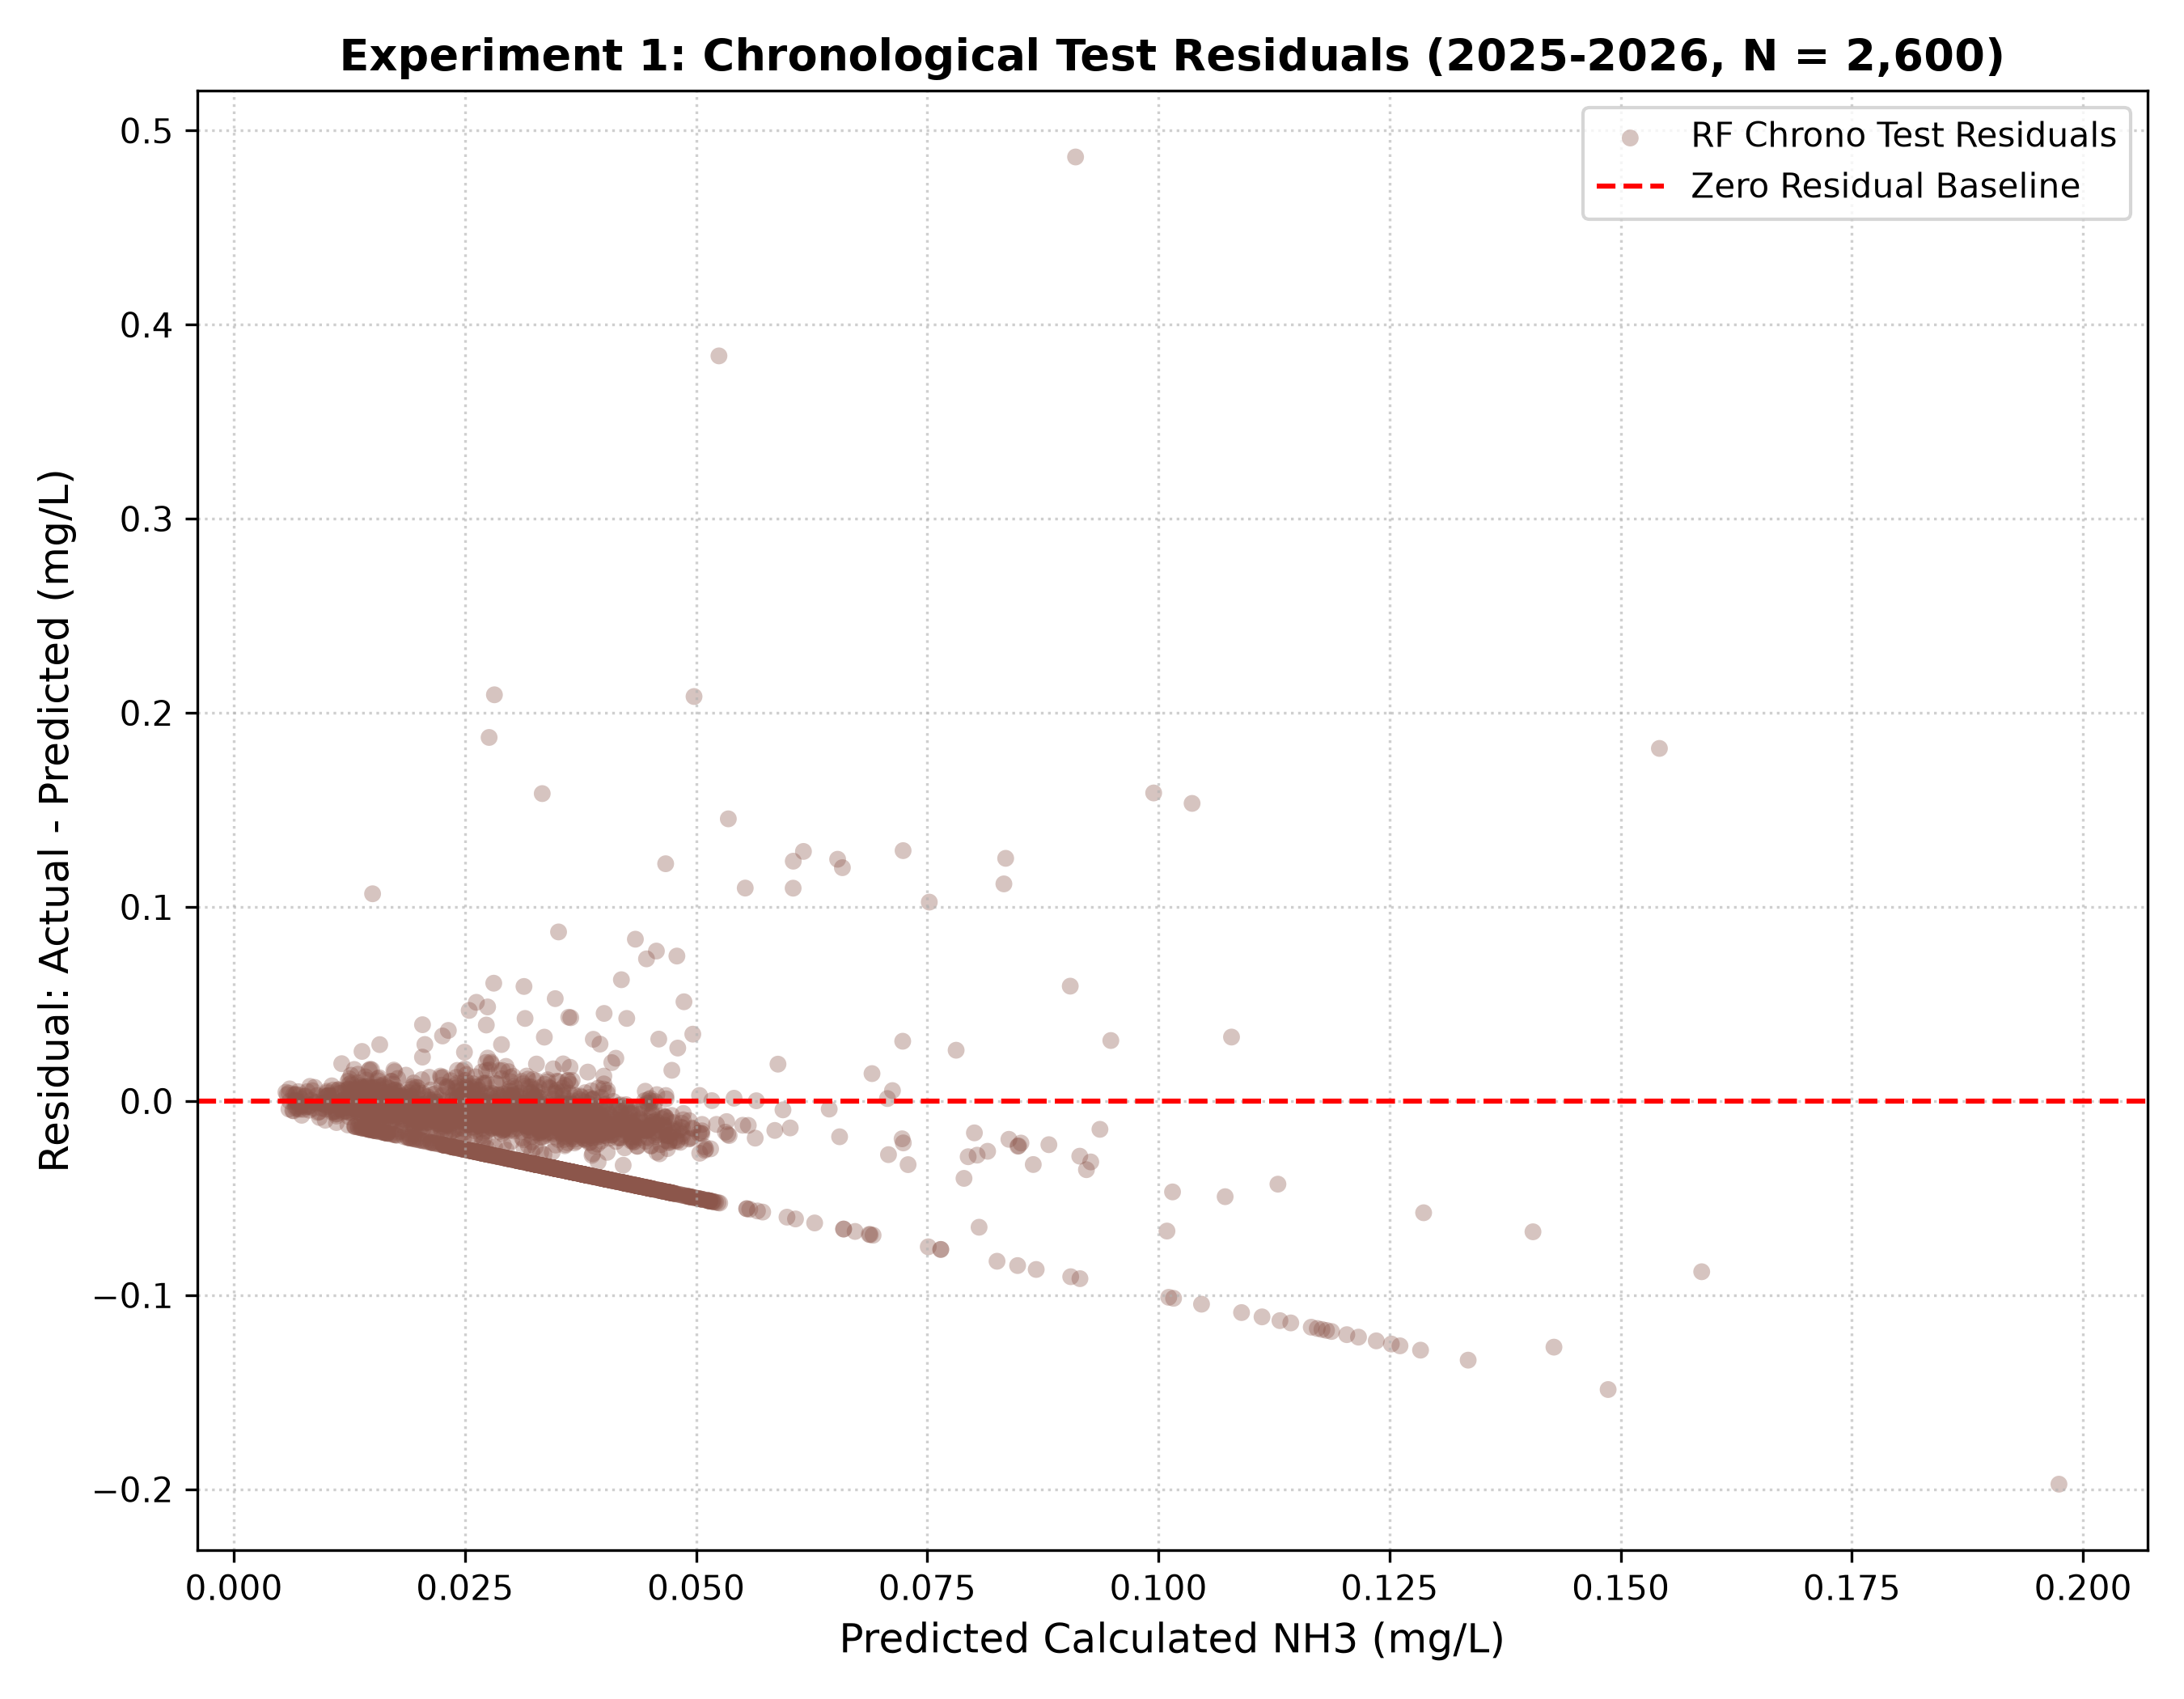 Experiment 1: Chronological Test Residuals (2025-2026, N = 2,600)
RF Chrono Test Residuals
Zero Residual Baseline
Residual: Actual - Predicted (mg/L)
0.5
0.4
0.3
0.2
0.1
0.0
−0.1
−0.2
0.000 0.025 0.050 0.075 0.100 0.125 0.150 0.175 0.200
Predicted Calculated NH3 (mg/L)